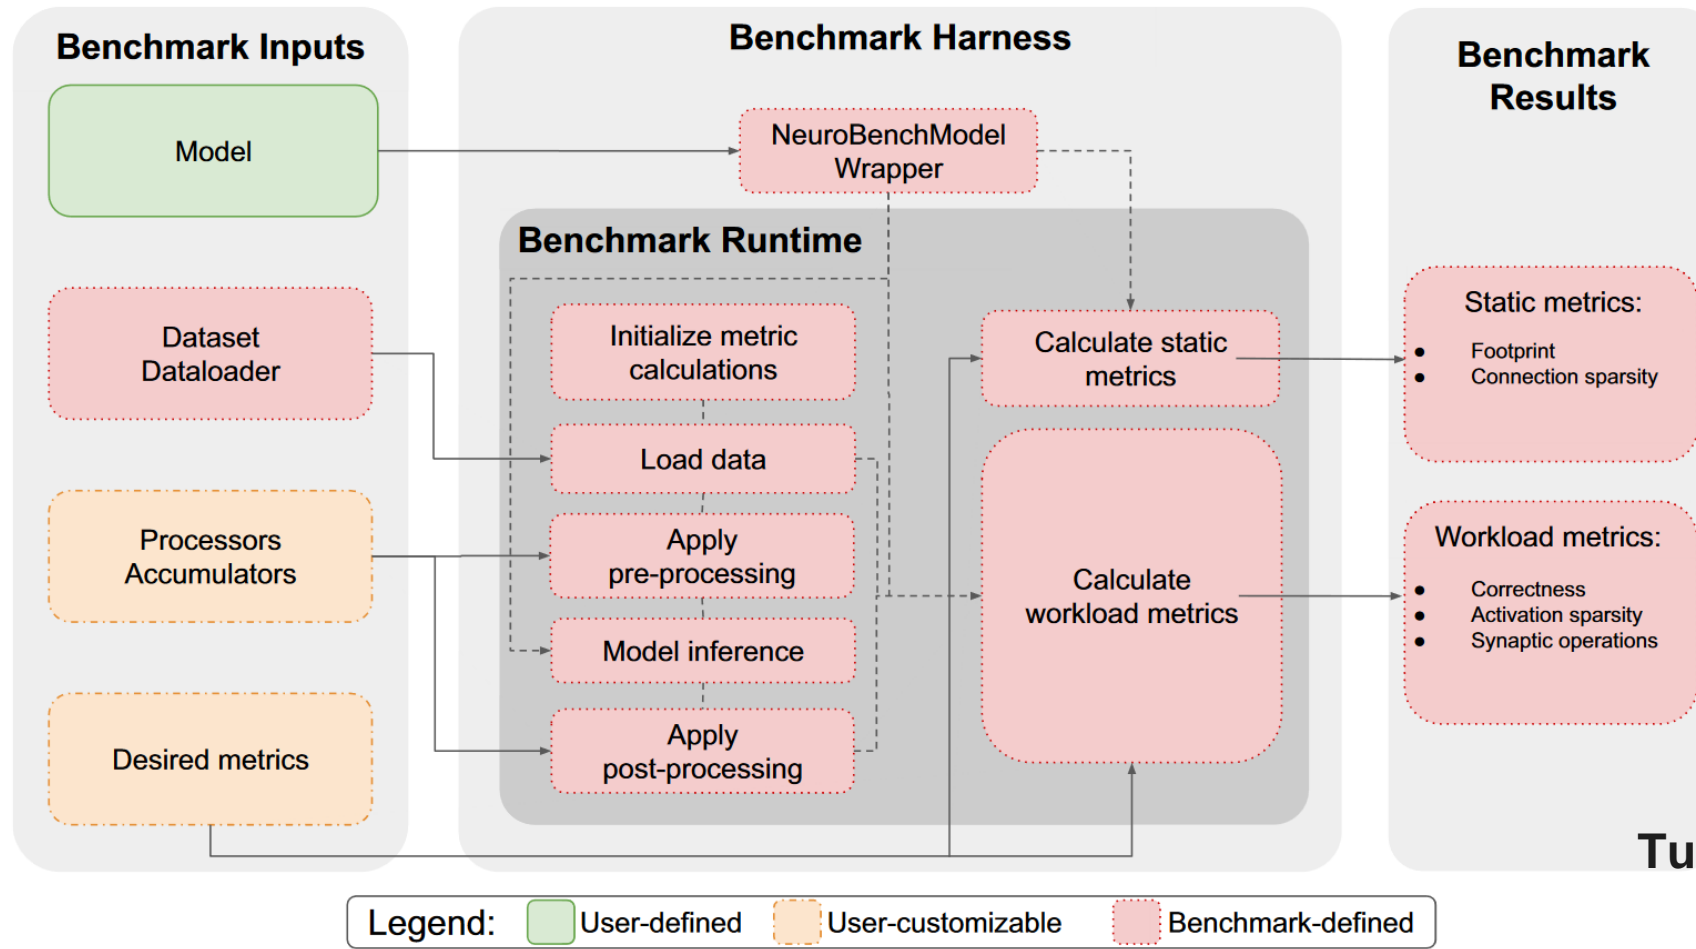 Benchmark Inputs
Model
Dataset
Dataloader
Processors
Accumulators
Desired metrics
Benchmark Harness
NeuroBenchModel
Wrapper
Benchmark Runtime
Initialize metric
calculations
Load data
Apply
pre-processing
Model inference
Apply
post-processing
Calculate static
metrics
Calculate
workload metrics
Benchmark
Results
Static metrics:
● Footprint
● Connection sparsity
Workload metrics:
● Correctness
● Activation sparsity
● Synaptic operations
Tu
Legend: User-defined User-customizable Benchmark-defined